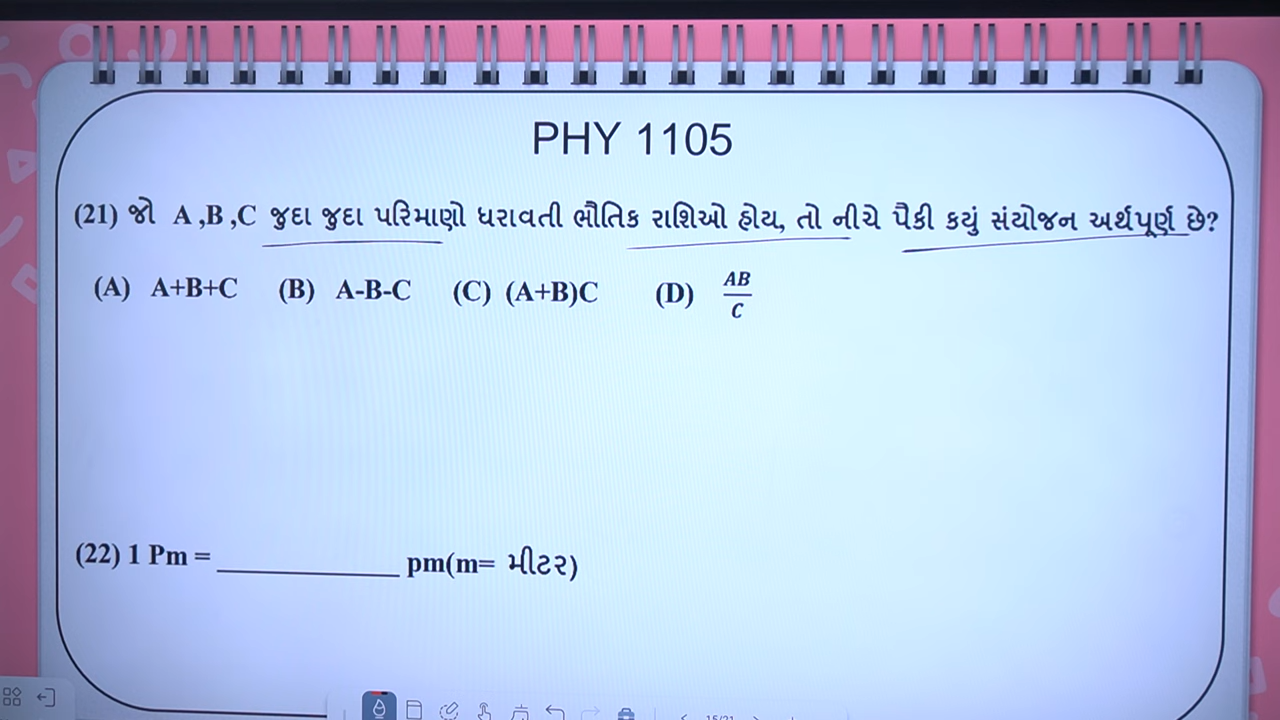 PHY 1105
(21) જો A ,B ,C જુદા જુદા પરિમાણો ધરાવતી ભૌતિક રાશિઓ હોય, તો નીચે પૈકી કયું સંયોજન અર્થપૂર્ણ છે?
(A) A+B+C (B) A-B-C (C) (A+B)C (D) AB/C
(22) 1 Pm = ____________ pm(m= મીટર)